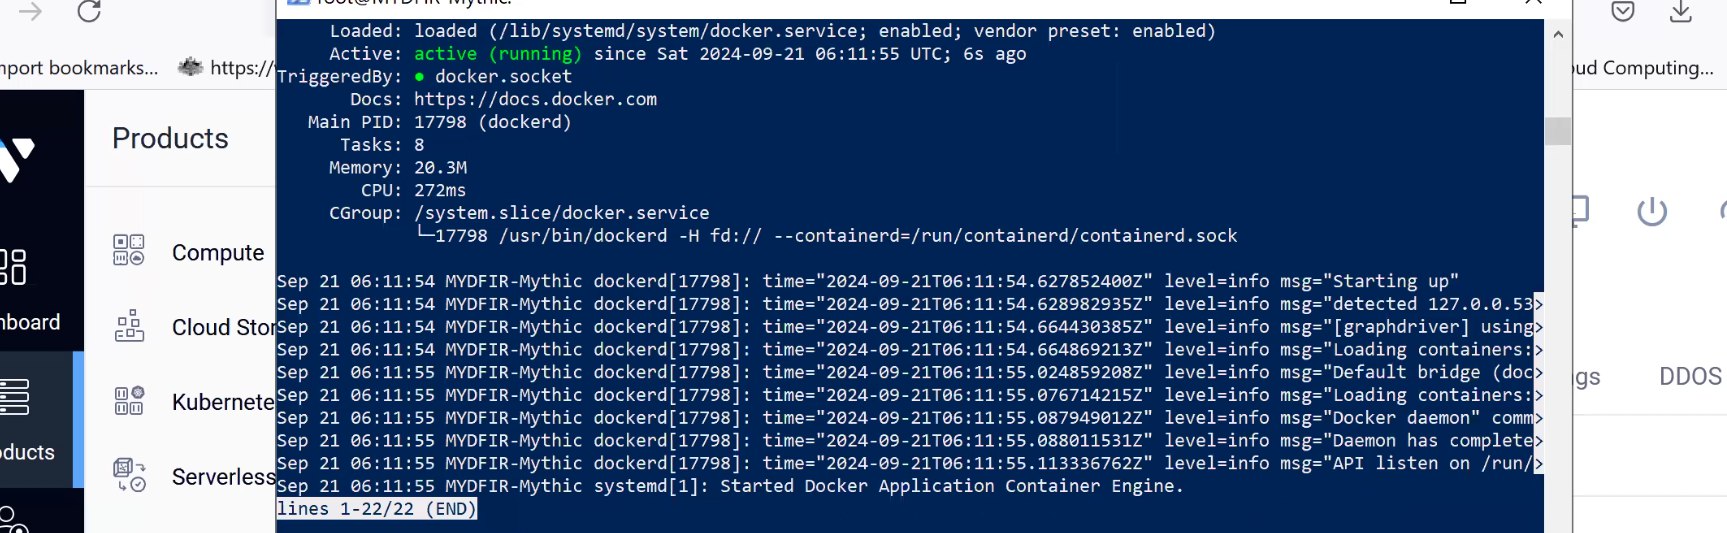 root@MYDFIR-Mythic:
mport bookmarks...
https://
oud Computing...
Products
Compute
Cloud Stor
Kubernete
Serverless
nboard
oducts
Loaded: loaded (/lib/systemd/system/docker.service; enabled; vendor preset: enabled)
Active: active (running) since Sat 2024-09-21 06:11:55 UTC; 6s ago
TriggeredBy: ● docker.socket
Docs: https://docs.docker.com
Main PID: 17798 (dockerd)
Tasks: 8
Memory: 20.3M
CPU: 272ms
CGroup: /system.slice/docker.service
└─17798 /usr/bin/dockerd -H fd:// --containerd=/run/containerd/containerd.sock
Sep 21 06:11:54 MYDFIR-Mythic dockerd[17798]: time="2024-09-21T06:11:54.627852400Z" level=info msg="Starting up"
Sep 21 06:11:54 MYDFIR-Mythic dockerd[17798]: time="2024-09-21T06:11:54.628982935Z" level=info msg="detected 127.0.0.53>
Sep 21 06:11:54 MYDFIR-Mythic dockerd[17798]: time="2024-09-21T06:11:54.664430385Z" level=info msg="[graphdriver] using>
Sep 21 06:11:54 MYDFIR-Mythic dockerd[17798]: time="2024-09-21T06:11:54.664869213Z" level=info msg="Loading containers:>
Sep 21 06:11:55 MYDFIR-Mythic dockerd[17798]: time="2024-09-21T06:11:55.024859208Z" level=info msg="Default bridge (doc>
Sep 21 06:11:55 MYDFIR-Mythic dockerd[17798]: time="2024-09-21T06:11:55.076714215Z" level=info msg="Loading containers:>
Sep 21 06:11:55 MYDFIR-Mythic dockerd[17798]: time="2024-09-21T06:11:55.087949012Z" level=info msg="Docker daemon" comm>
Sep 21 06:11:55 MYDFIR-Mythic dockerd[17798]: time="2024-09-21T06:11:55.088011531Z" level=info msg="Daemon has complete>
Sep 21 06:11:55 MYDFIR-Mythic dockerd[17798]: time="2024-09-21T06:11:55.113336762Z" level=info msg="API listen on /run/>
Sep 21 06:11:55 MYDFIR-Mythic systemd[1]: Started Docker Application Container Engine.
lines 1-22/22 (END)
gs
DDOS